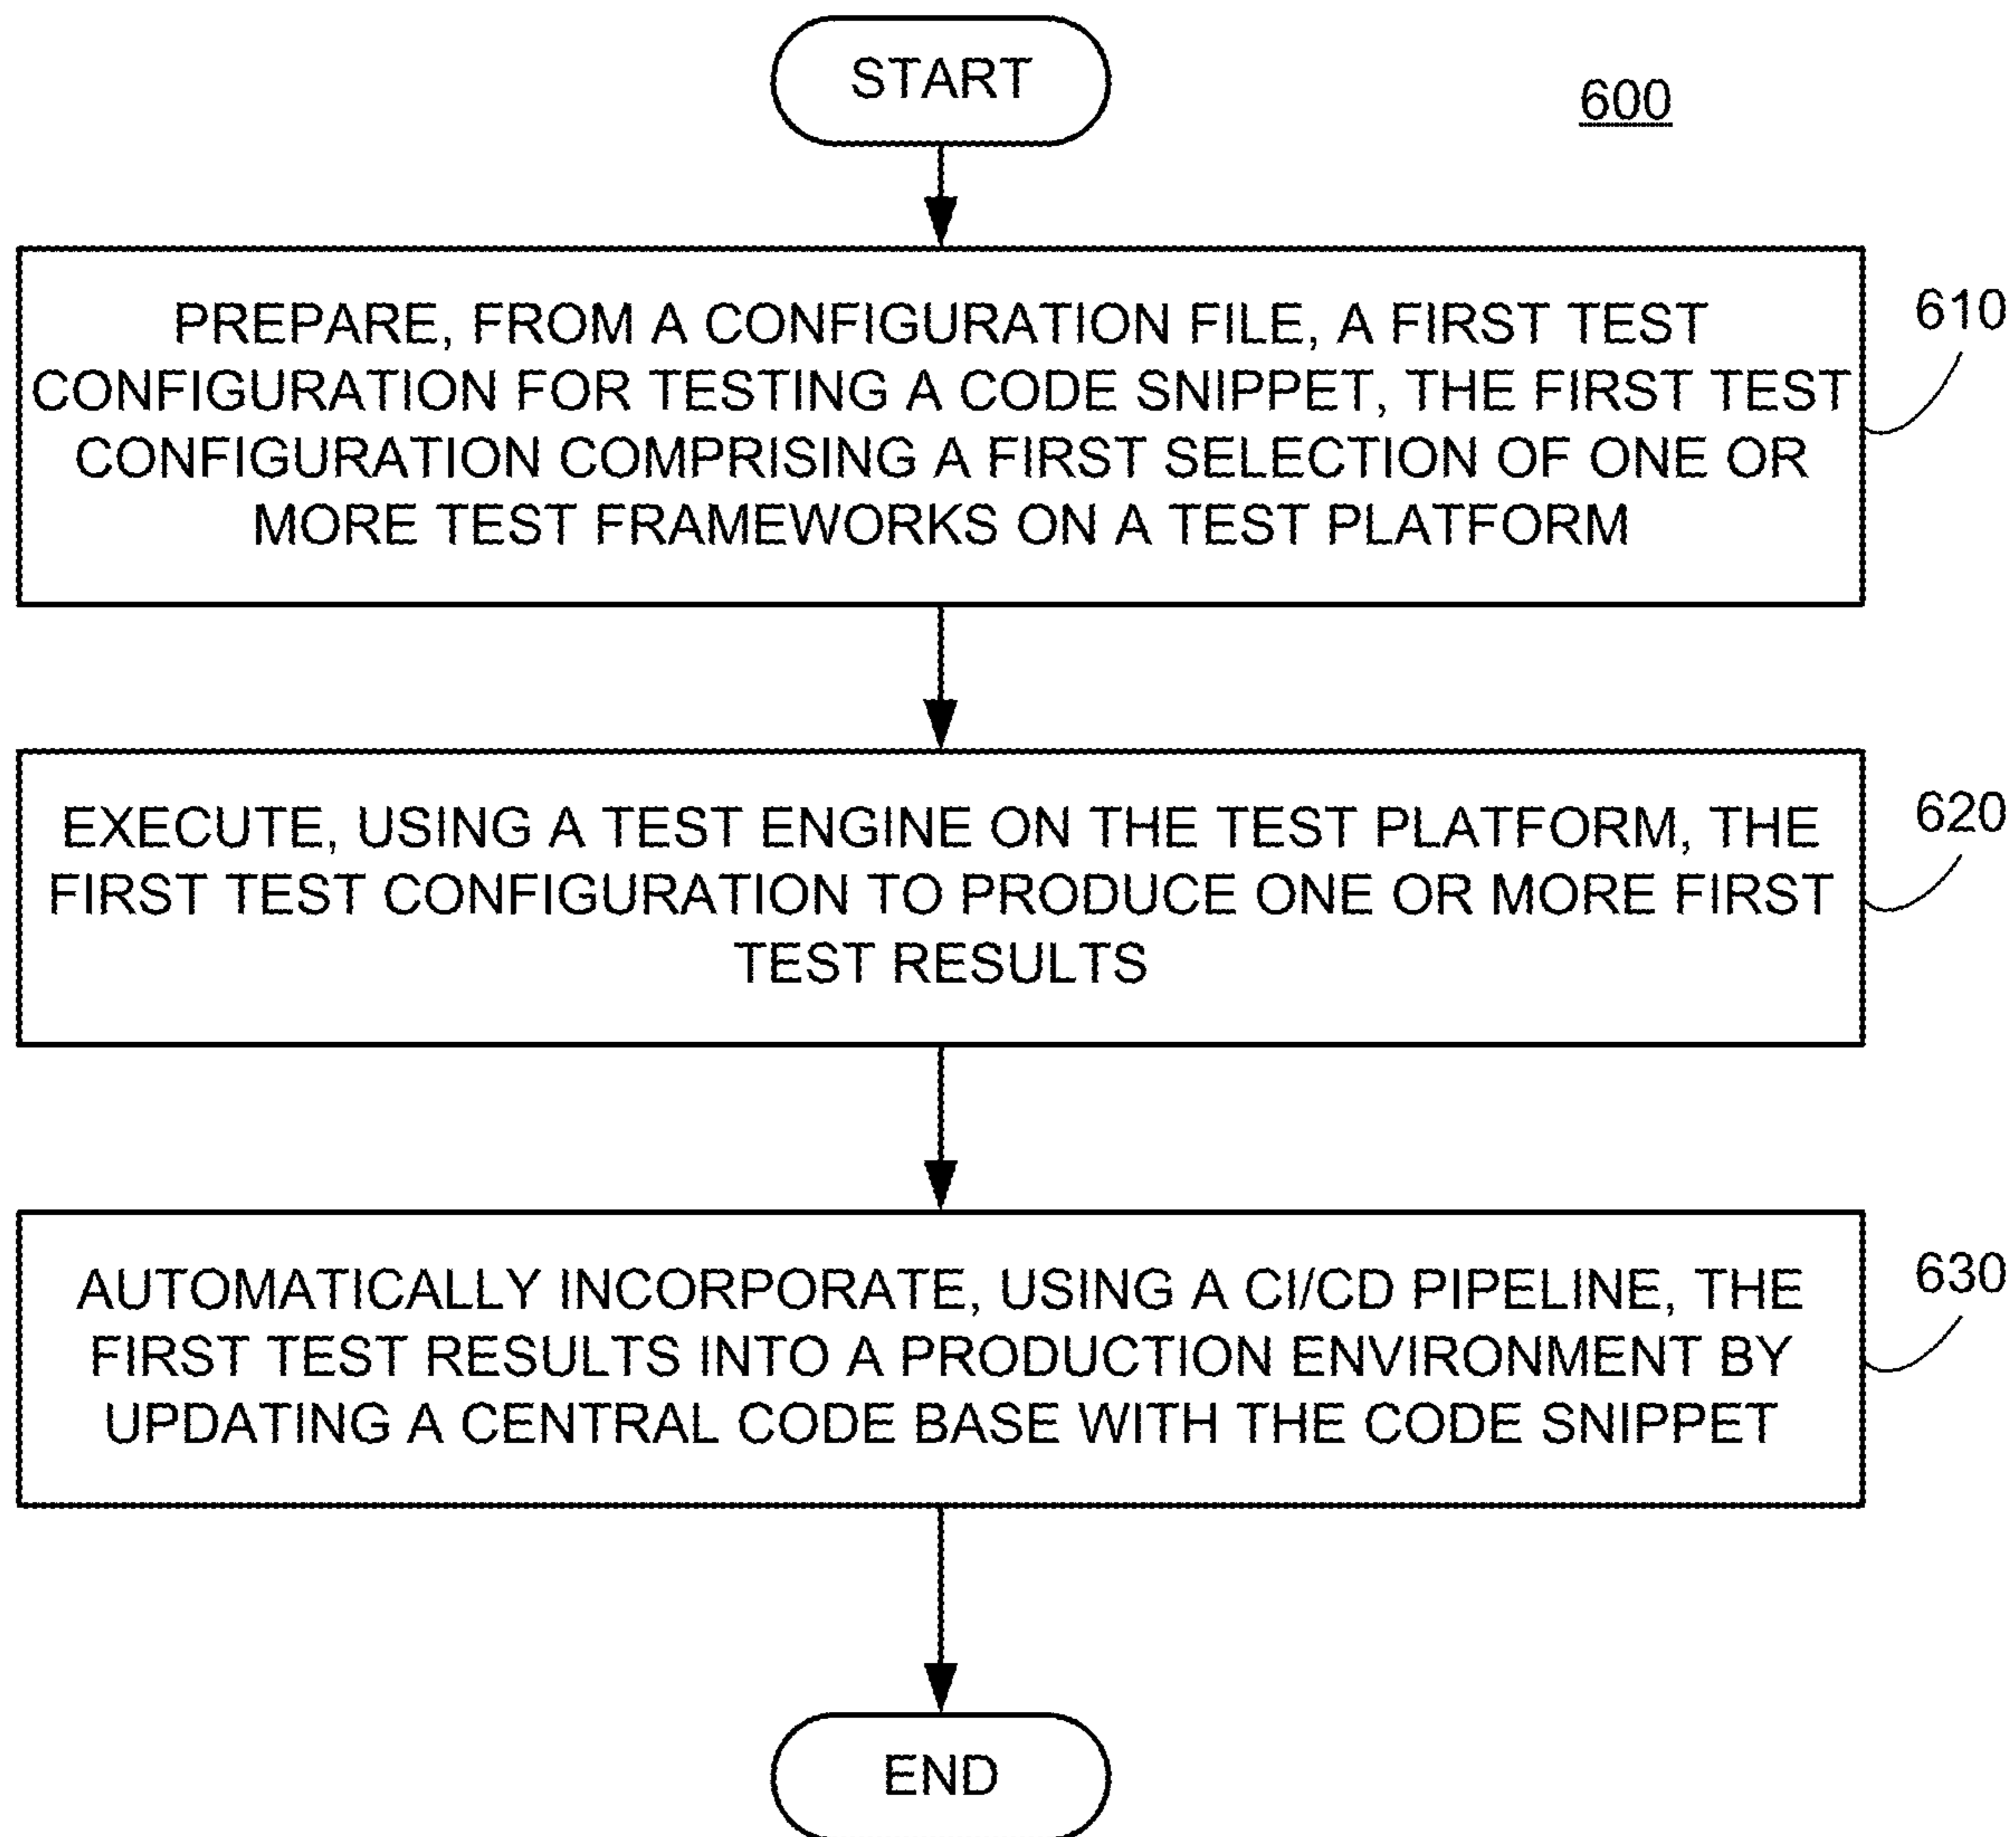 START
600
PREPARE, FROM A CONFIGURATION FILE, A FIRST TEST
CONFIGURATION FOR TESTING A CODE SNIPPET, THE FIRST TEST
CONFIGURATION COMPRISING A FIRST SELECTION OF ONE OR
MORE TEST FRAMEWORKS ON A TEST PLATFORM
610
EXECUTE, USING A TEST ENGINE ON THE TEST PLATFORM, THE
FIRST TEST CONFIGURATION TO PRODUCE ONE OR MORE FIRST
TEST RESULTS
620
AUTOMATICALLY INCORPORATE, USING A CI/CD PIPELINE, THE
FIRST TEST RESULTS INTO A PRODUCTION ENVIRONMENT BY
UPDATING A CENTRAL CODE BASE WITH THE CODE SNIPPET
630
END